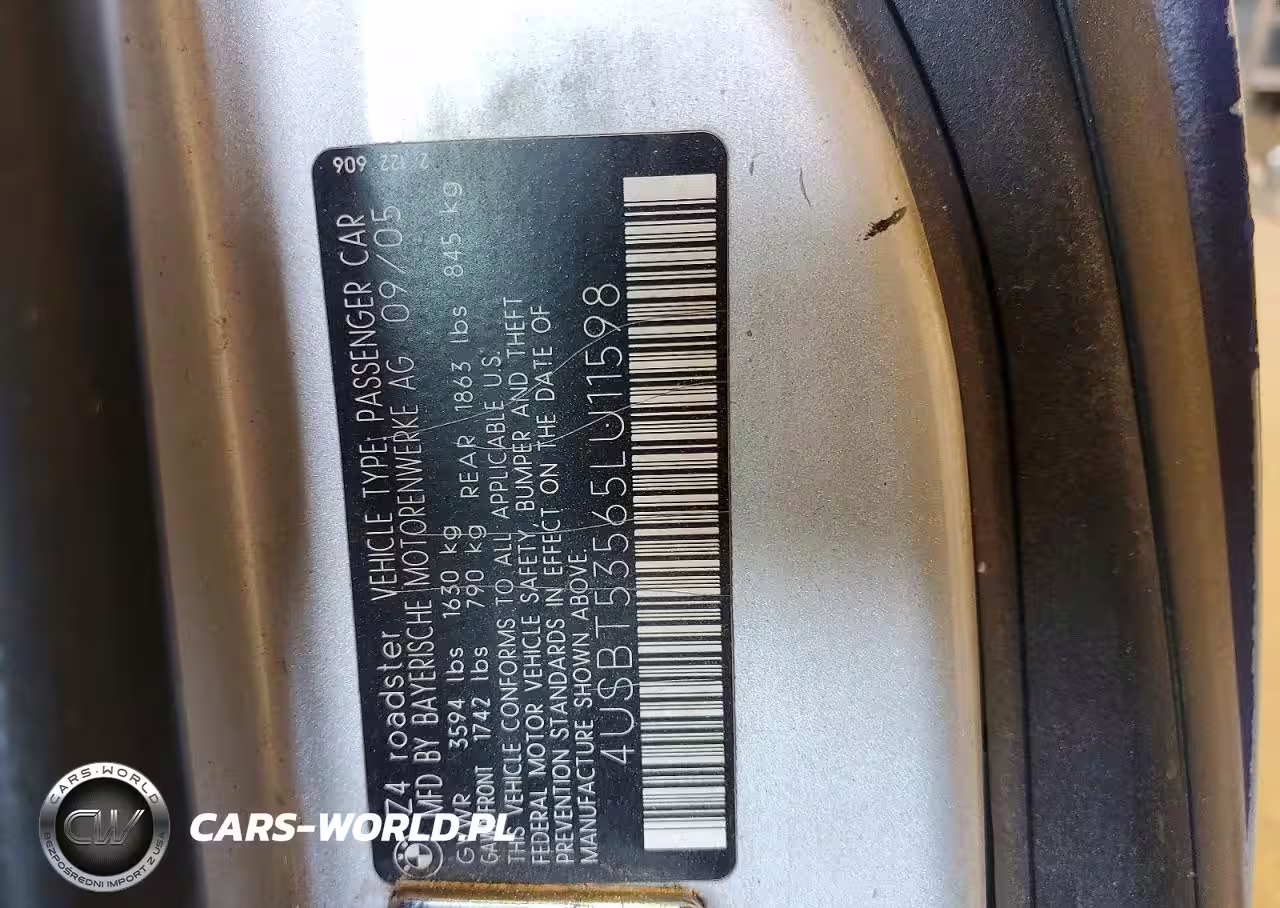 Z4 roadster VEHICLE TYPE: PASSENGER CAR
MFD BY BAYERISCHE MOTORENWERKE AG 09/05
GVWR 3594 lbs 1630 kg
GAWR FRONT 1742 lbs 790 kg REAR 1863 lbs 845 kg
THIS VEHICLE CONFORMS TO ALL APPLICABLE U.S.
FEDERAL MOTOR VEHICLE SAFETY BUMPER AND THEFT
PREVENTION STANDARDS IN EFFECT ON THE DATE OF
MANUFACTURE SHOWN ABOVE.
4USBT53565LU11598
606
CARS-WORLD
CW
BEZPOŚREDNI IMPORT Z USA
CARS-WORLD.PL